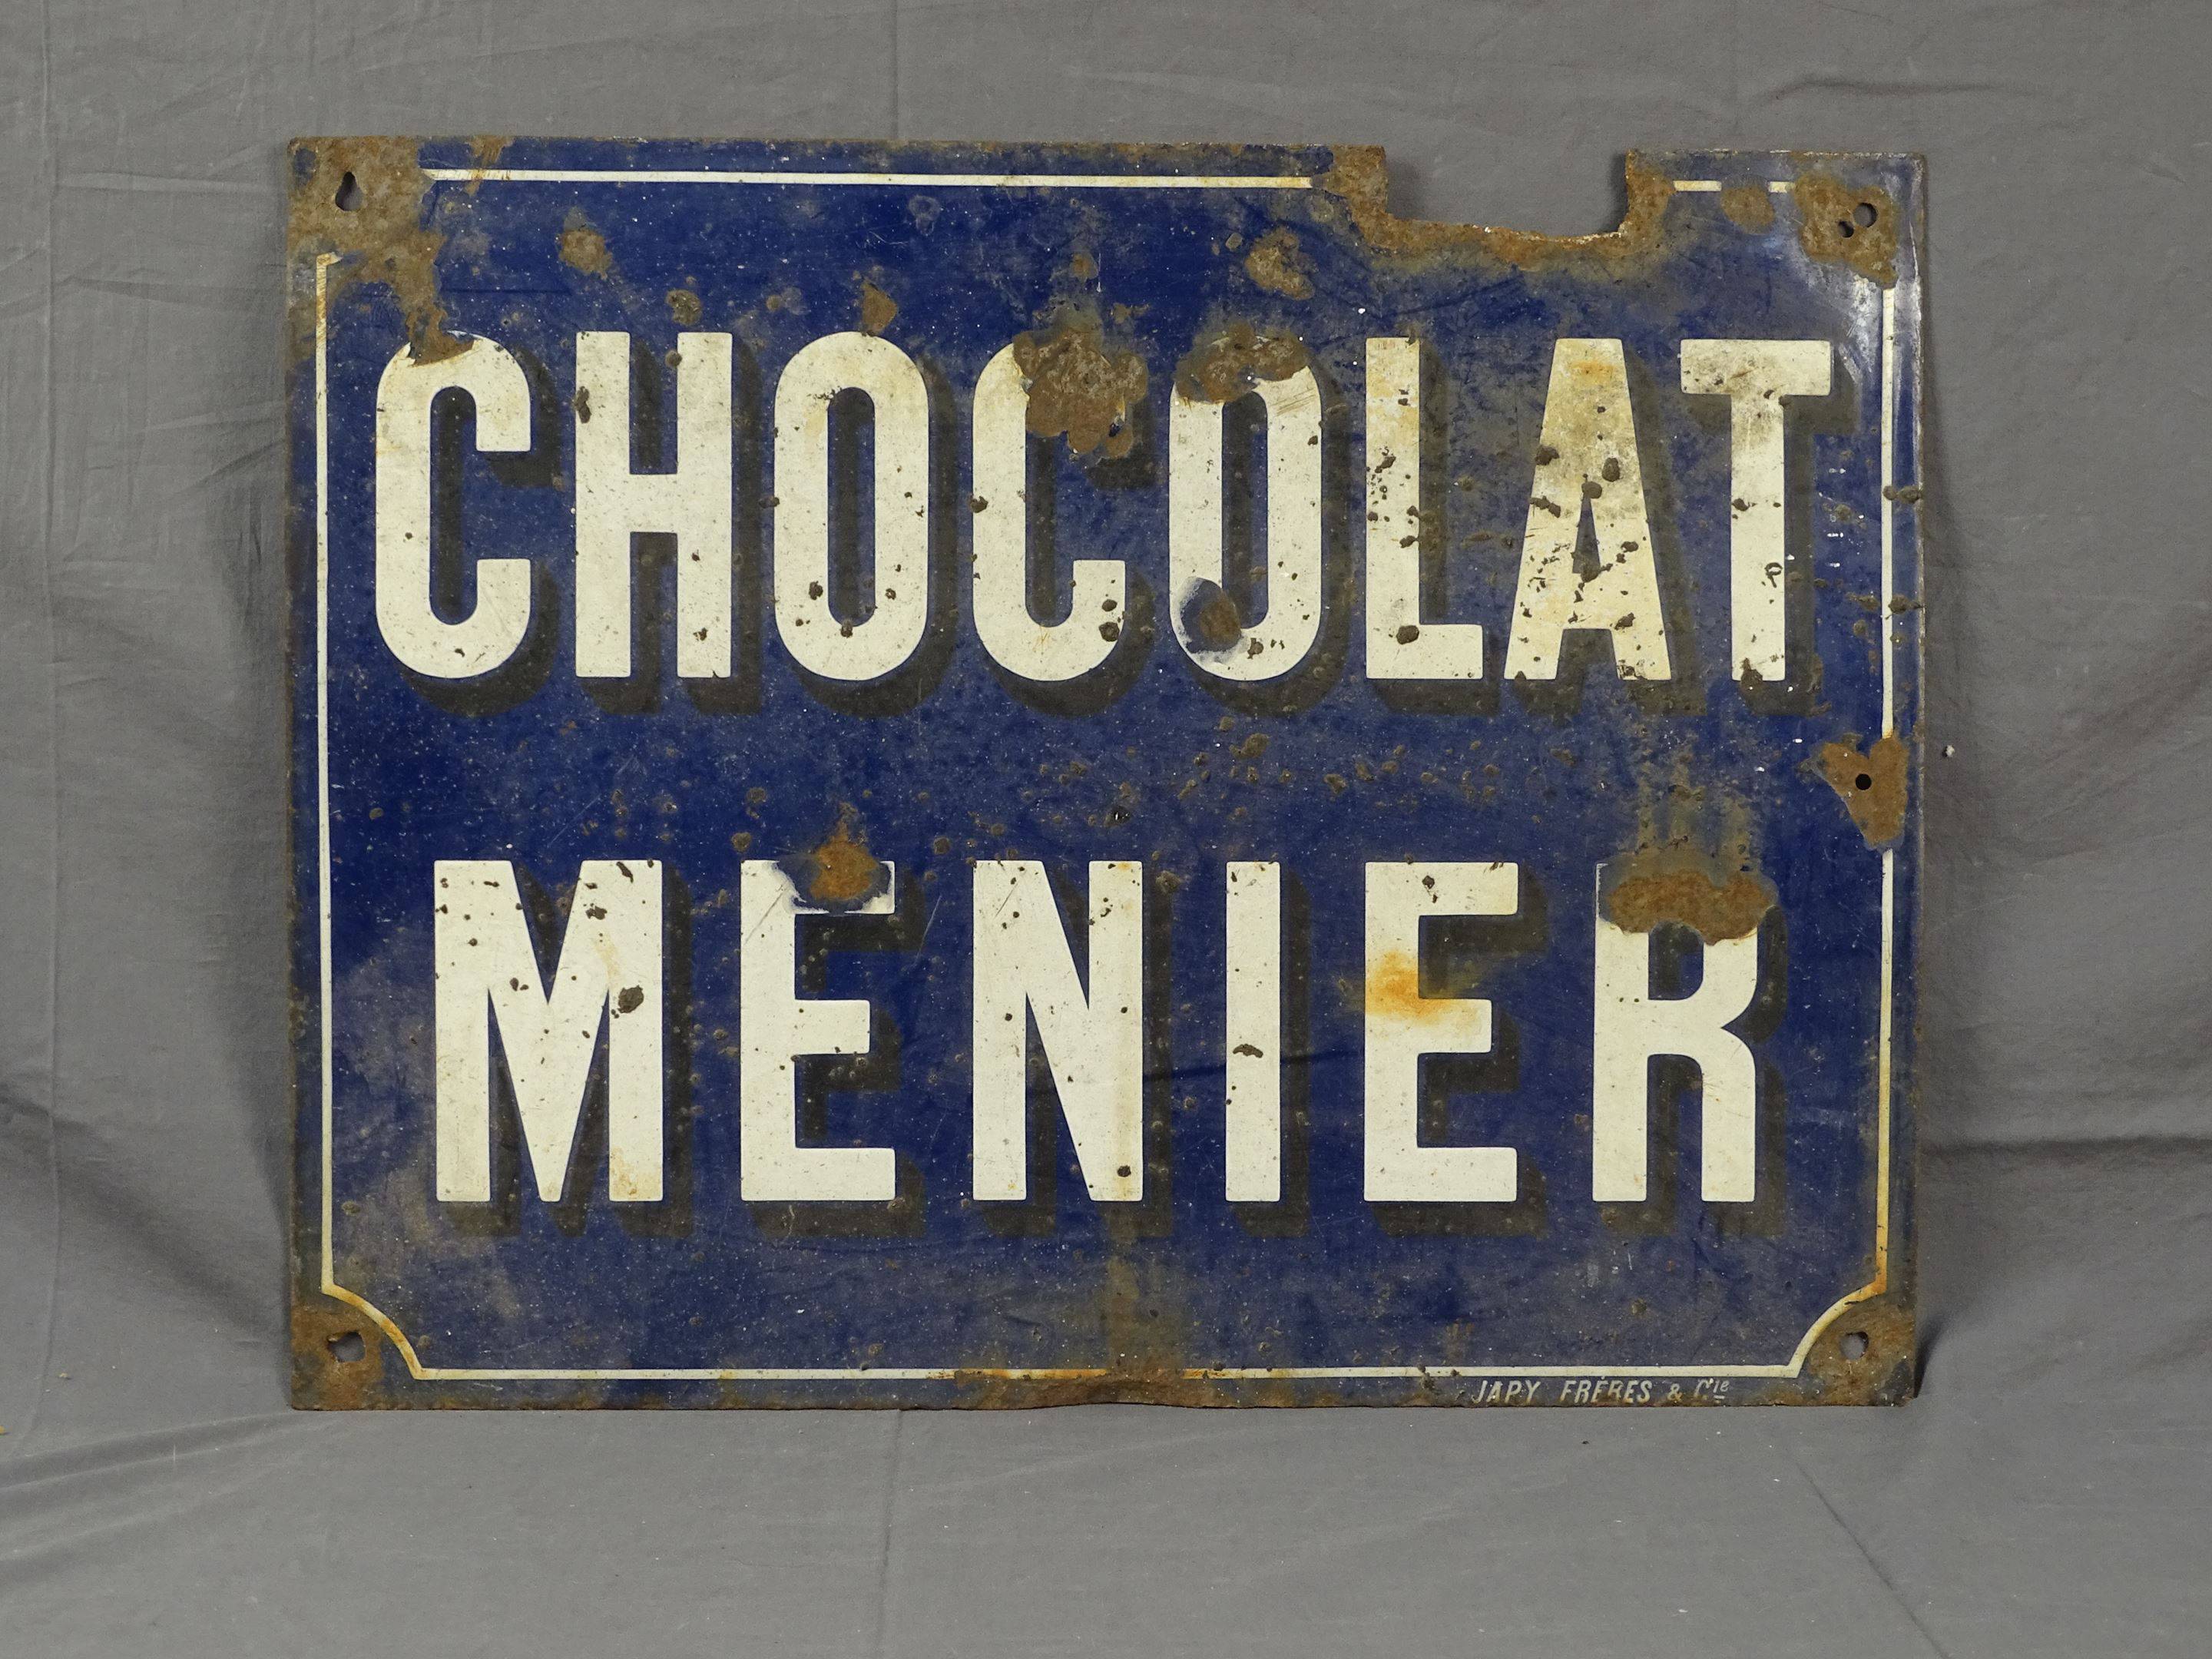 CHOCOLAT
MENIER
JAPY FRÈRES & Cie